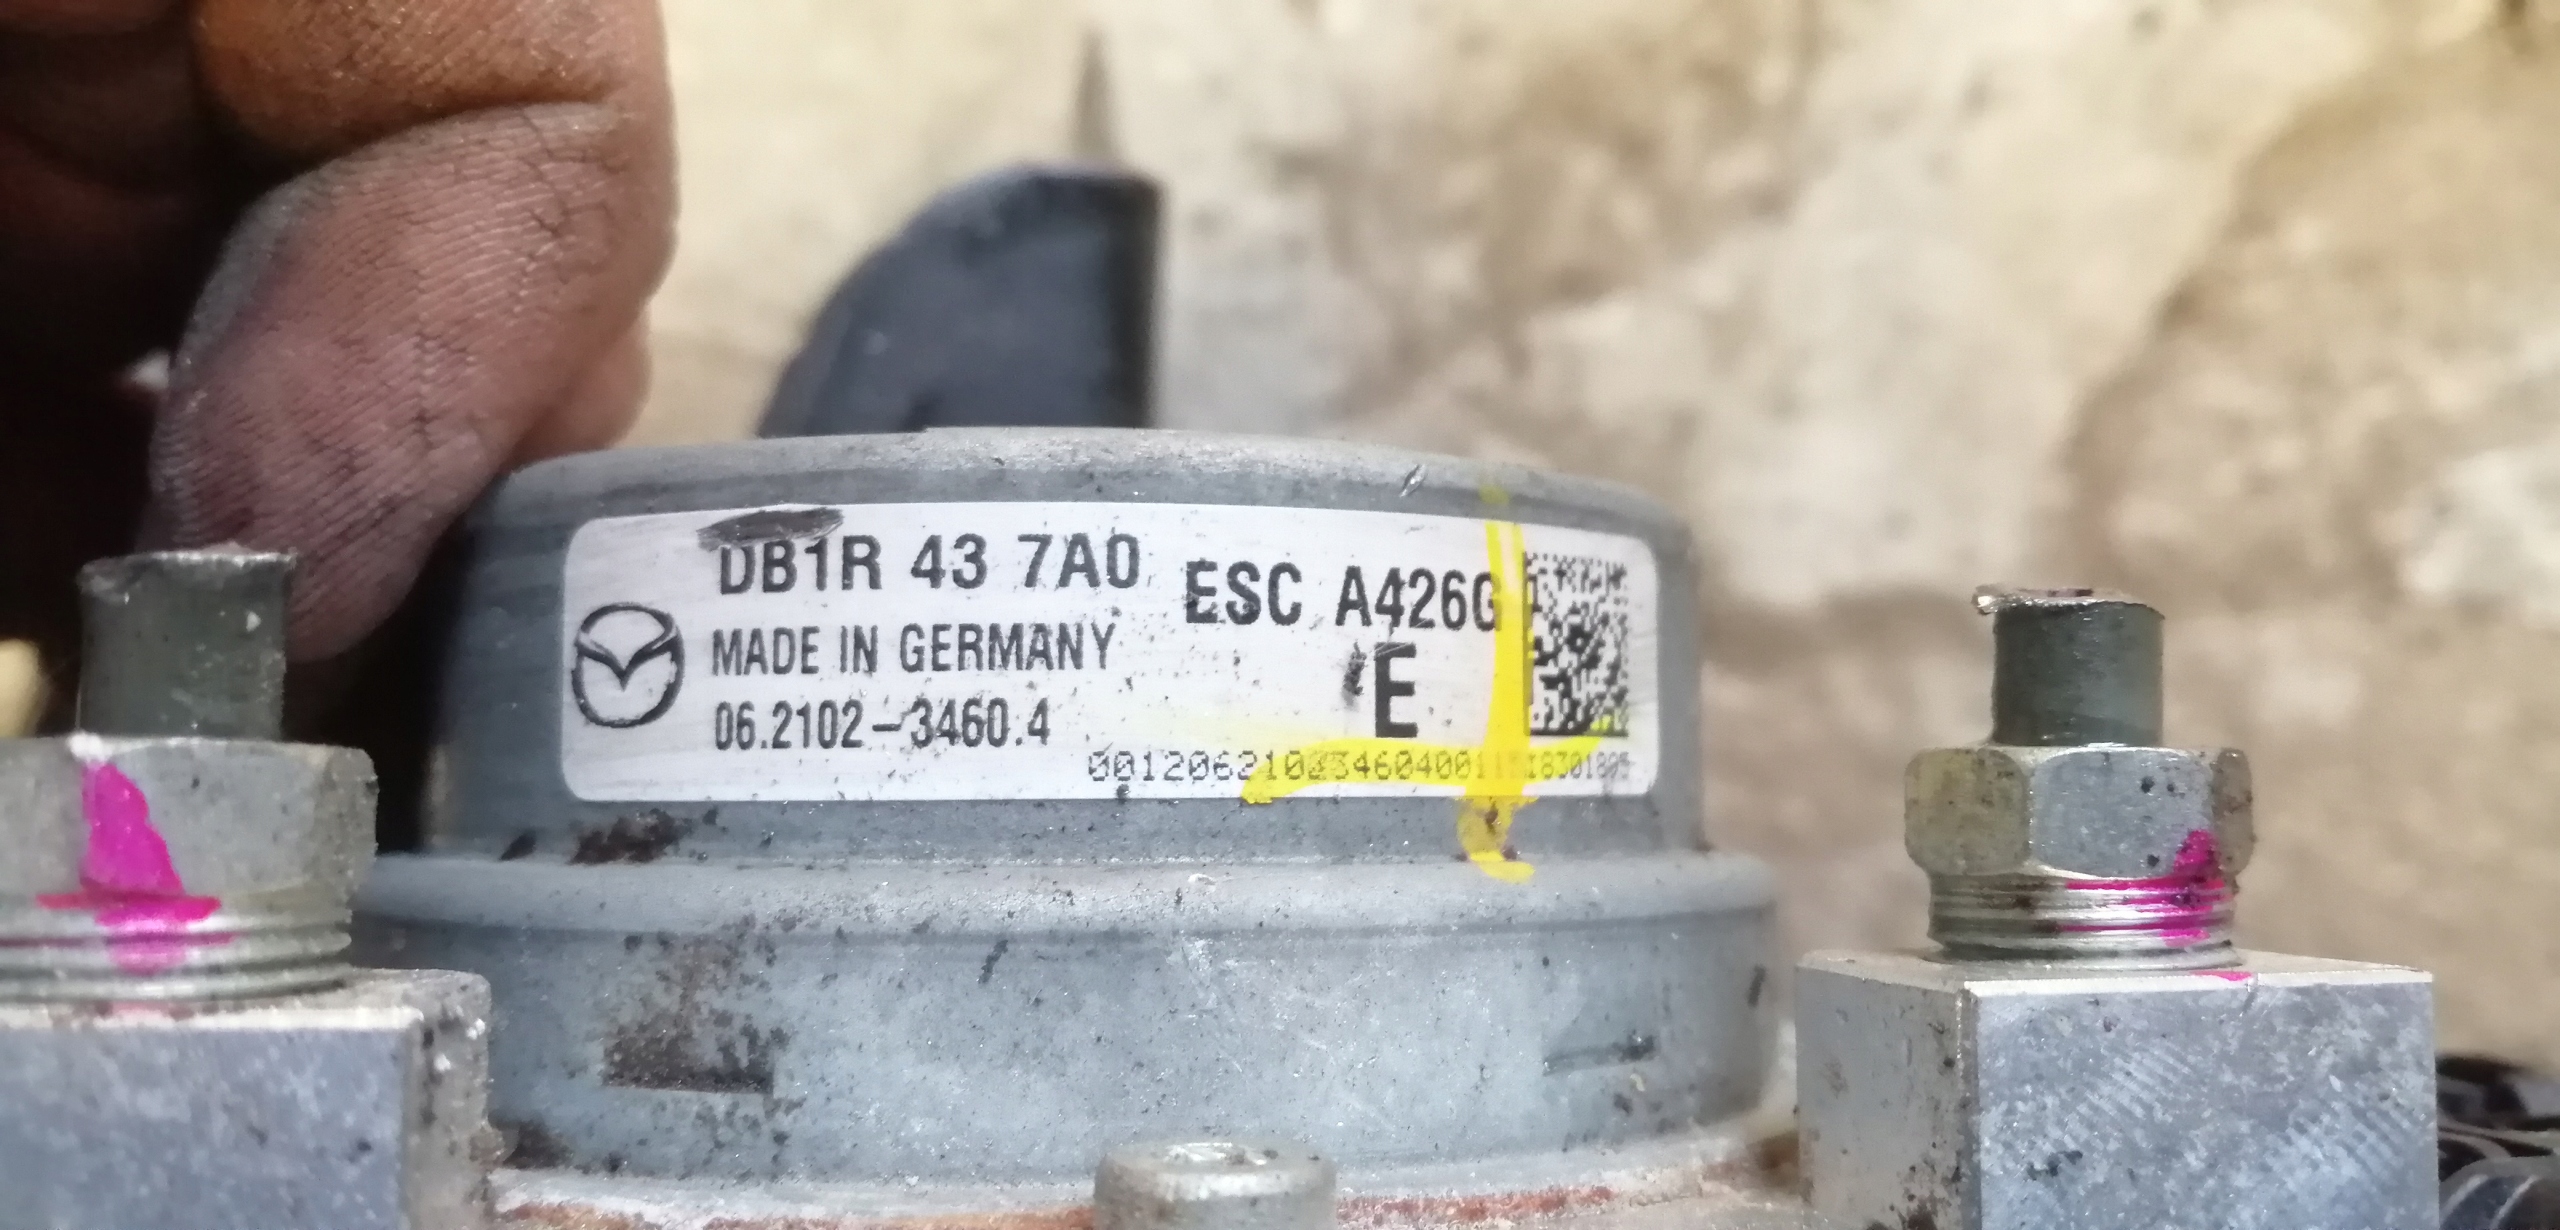 DB1R 43 7A0
ESC A426G
MADE IN GERMANY
E
06.2102-3460.4